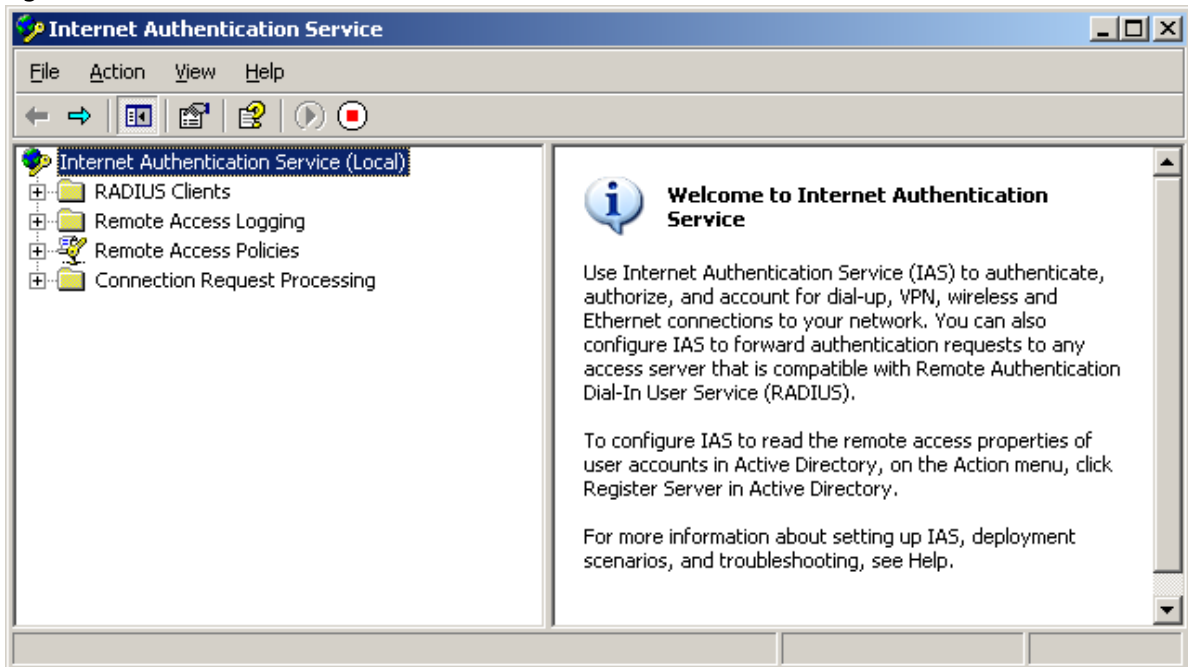 Internet Authentication Service
File Action View Help
Internet Authentication Service (Local)
RADIUS Clients
Remote Access Logging
Remote Access Policies
Connection Request Processing
Welcome to Internet Authentication
Service
Use Internet Authentication Service (IAS) to authenticate,
authorize, and account for dial-up, VPN, wireless and
Ethernet connections to your network. You can also
configure IAS to forward authentication requests to any
access server that is compatible with Remote Authentication
Dial-In User Service (RADIUS).
To configure IAS to read the remote access properties of
user accounts in Active Directory, on the Action menu, click
Register Server in Active Directory.
For more information about setting up IAS, deployment
scenarios, and troubleshooting, see Help.